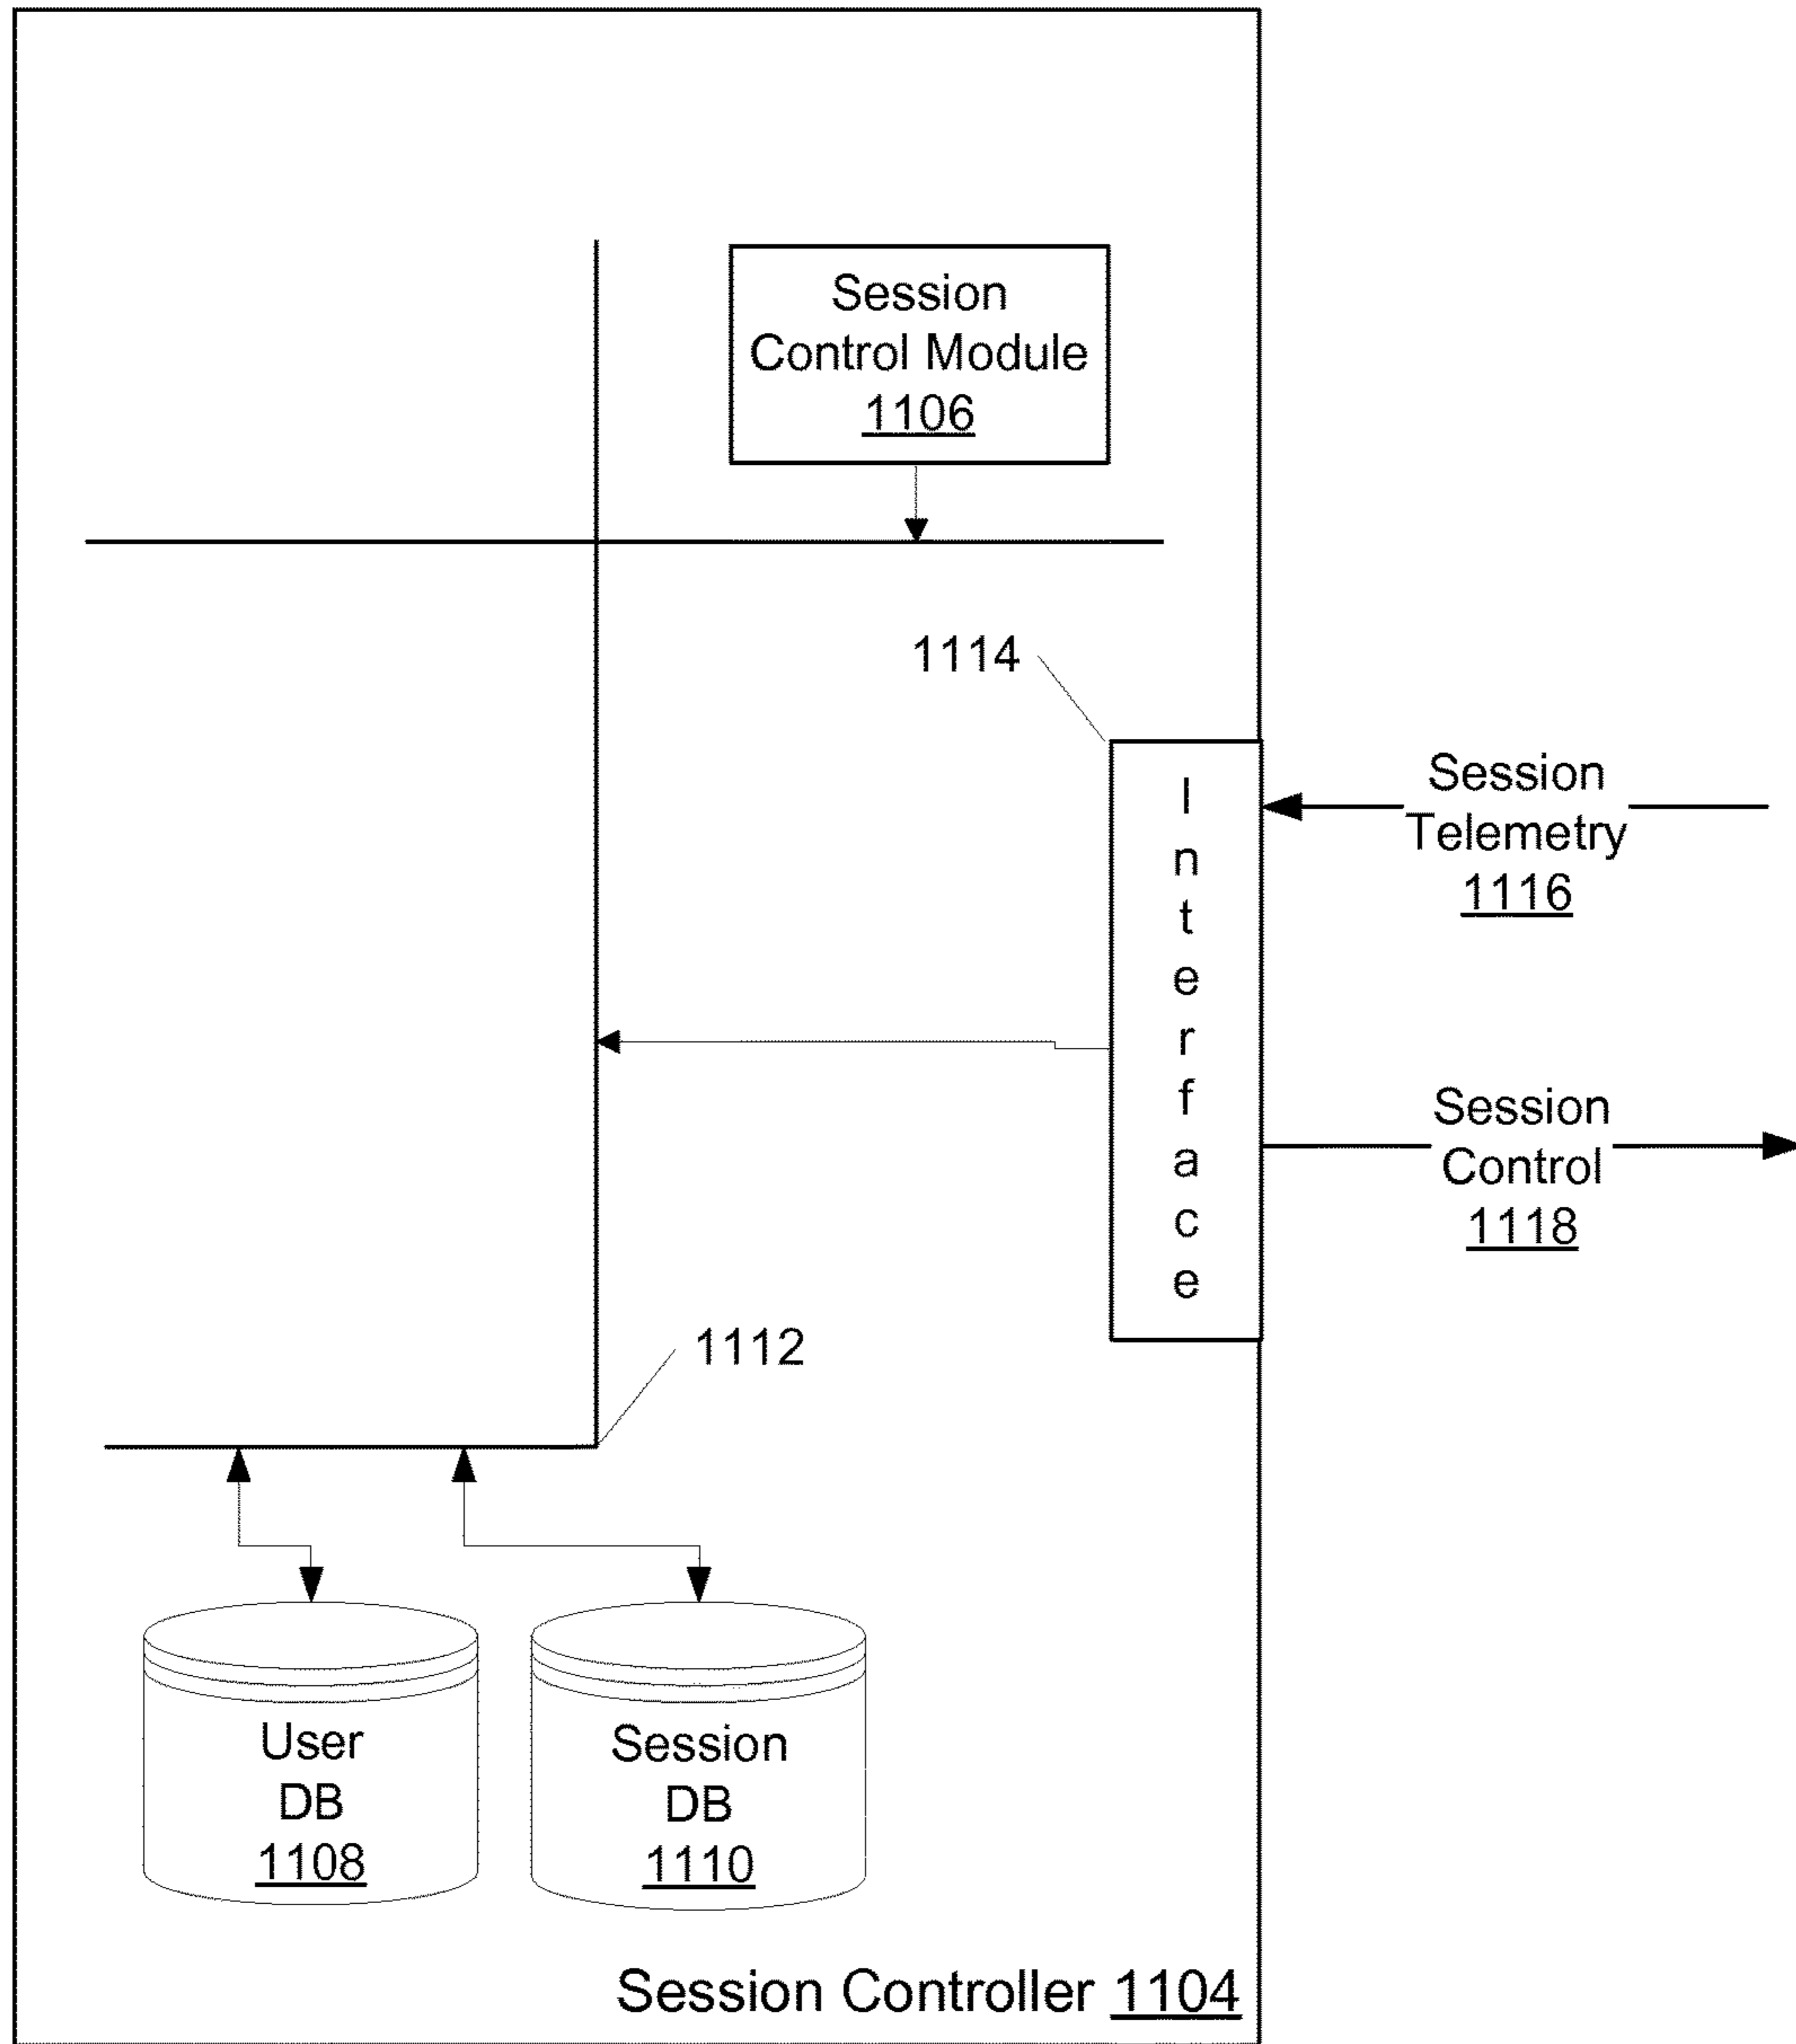 Session
Control Module
1106
1114
Interface
Session
Telemetry
1116
Session
Control
1118
1112
User
DB
1108
Session
DB
1110
Session Controller 1104